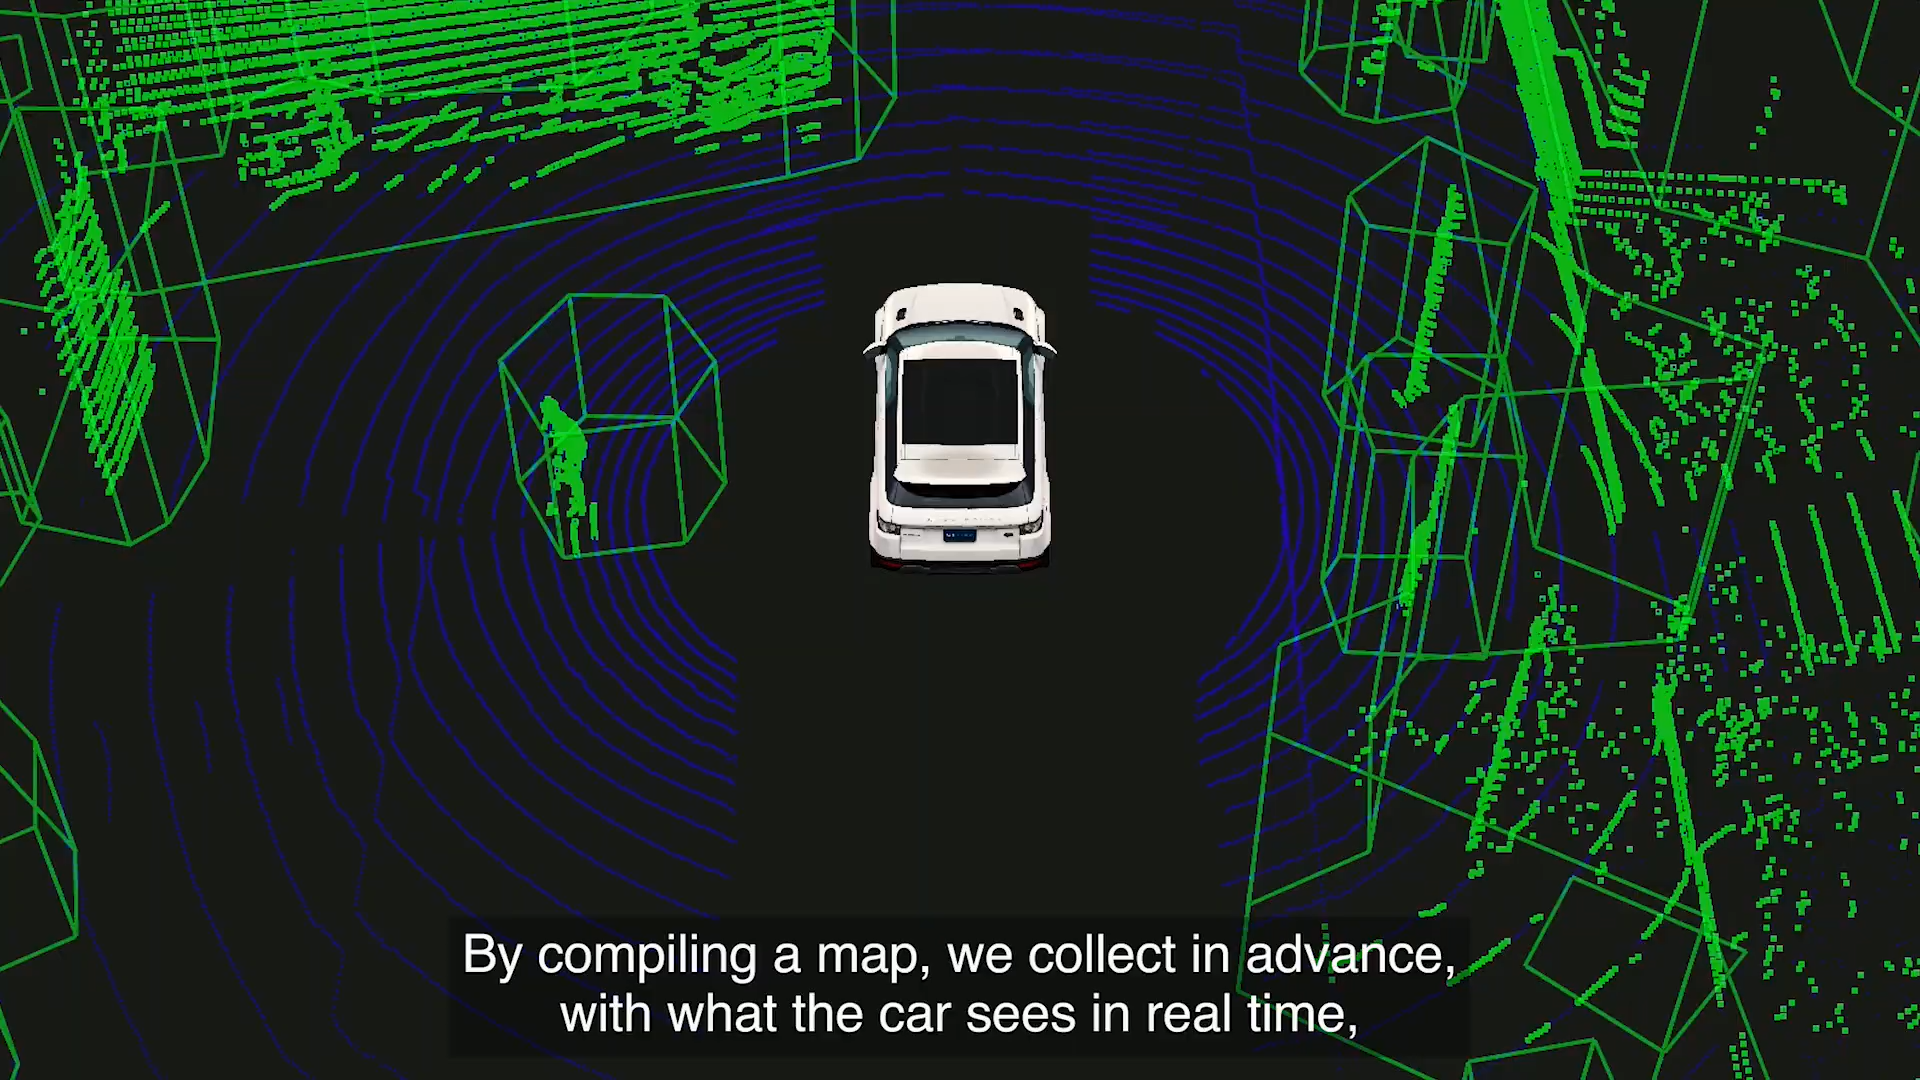 By compiling a map, we collect in advance,
with what the car sees in real time,